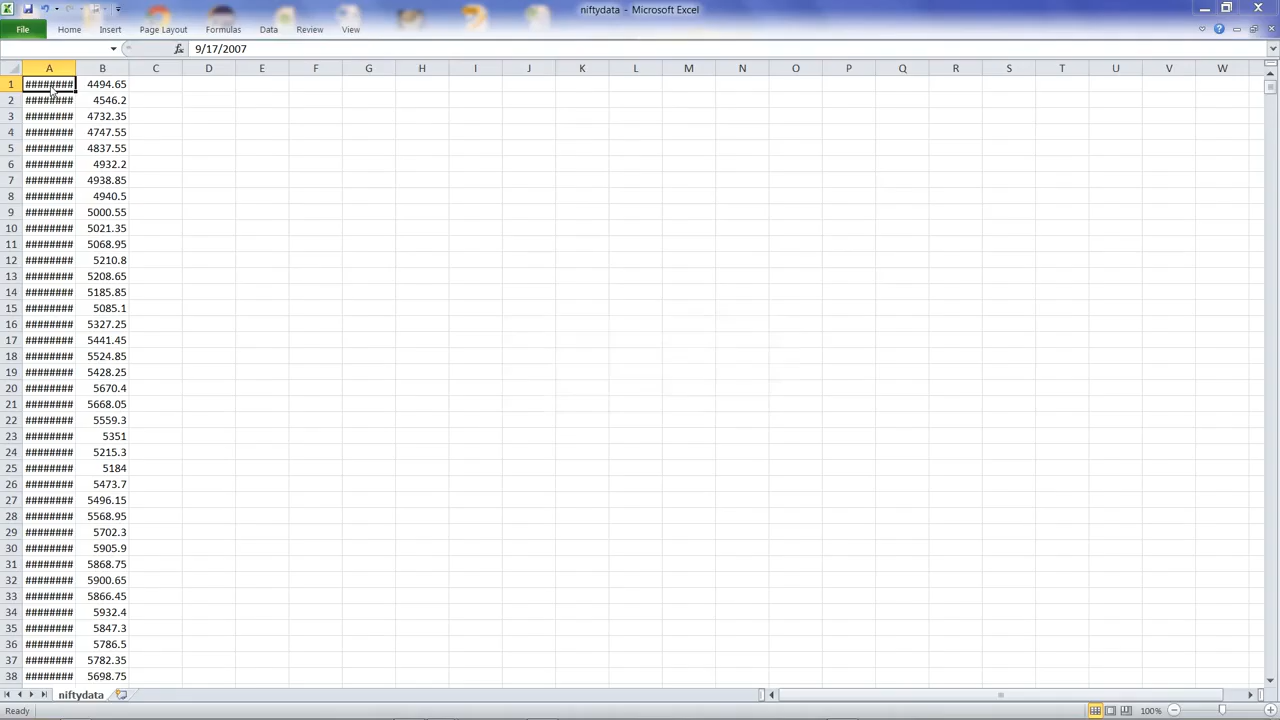 niftydata - Microsoft Excel
File Home Insert Page Layout Formulas Data Review View
fx 9/17/2007
A B C D E F G H I J K L M N O P Q R S T U V W
1 ######## 4494.65
2 ######## 4546.2
3 ######## 4732.35
4 ######## 4747.55
5 ######## 4837.55
6 ######## 4932.2
7 ######## 4938.85
8 ######## 4940.5
9 ######## 5000.55
10 ######## 5021.35
11 ######## 5068.95
12 ######## 5210.8
13 ######## 5208.65
14 ######## 5185.85
15 ######## 5085.1
16 ######## 5327.25
17 ######## 5441.45
18 ######## 5524.85
19 ######## 5428.25
20 ######## 5670.4
21 ######## 5668.05
22 ######## 5559.3
23 ######## 5351
24 ######## 5215.3
25 ######## 5184
26 ######## 5473.7
27 ######## 5496.15
28 ######## 5568.95
29 ######## 5702.3
30 ######## 5905.9
31 ######## 5868.75
32 ######## 5900.65
33 ######## 5866.45
34 ######## 5932.4
35 ######## 5847.3
36 ######## 5786.5
37 ######## 5782.35
38 ######## 5698.75
niftydata
Ready 100%